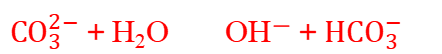 CO₃²⁻ + H₂O OH⁻ + HCO₃⁻